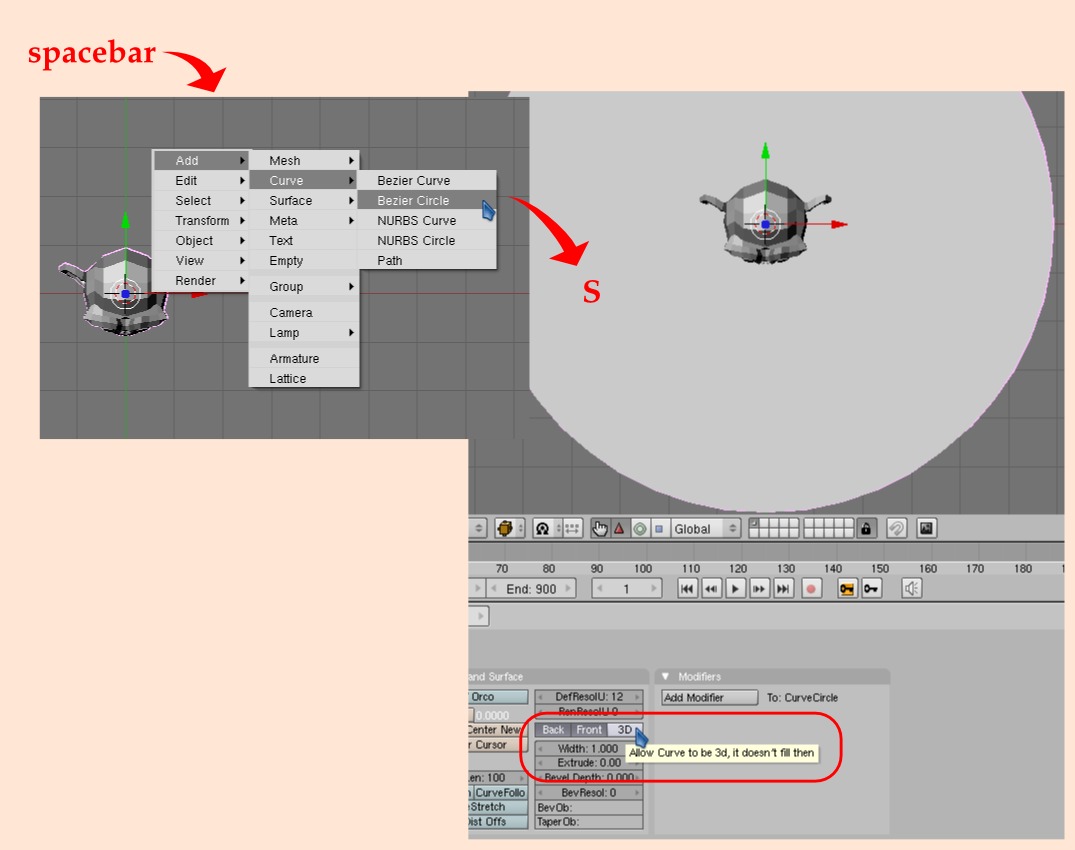 spacebar
Add
Edit
Select
Transform
Object
View
Render
Mesh
Curve
Surface
Meta
Text
Empty
Group
Camera
Lamp
Armature
Lattice
Bezier Curve
Bezier Circle
NURBS Curve
NURBS Circle
Path
S
Global
70 80 90 100 110 120 130 140 150 160 170 180
End: 900
1
and Surface
Modifiers
Orco
DefResolU: 12
Add Modifier
To: CurveCircle
0.0000
RenResolU 0
Center New
Back Front 3D
r Cursor
Width: 1.000
Allow Curve to be 3d, it doesn't fill then
Extrude: 0.00
Len: 100
Bevel Depth: 0.000
CurveFollo
BevResol: 0
Stretch
BevOb:
Dist Offs
TaperOb: